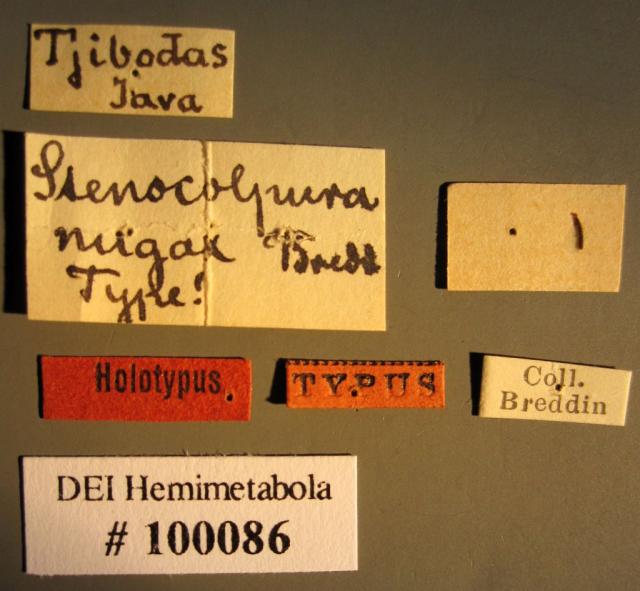 Tjibodas
Java
Stenocolpura
nugax Bredd
Type!
Holotypus.
TYPUS
Coll.
Breddin
DEI Hemimetabola
# 100086